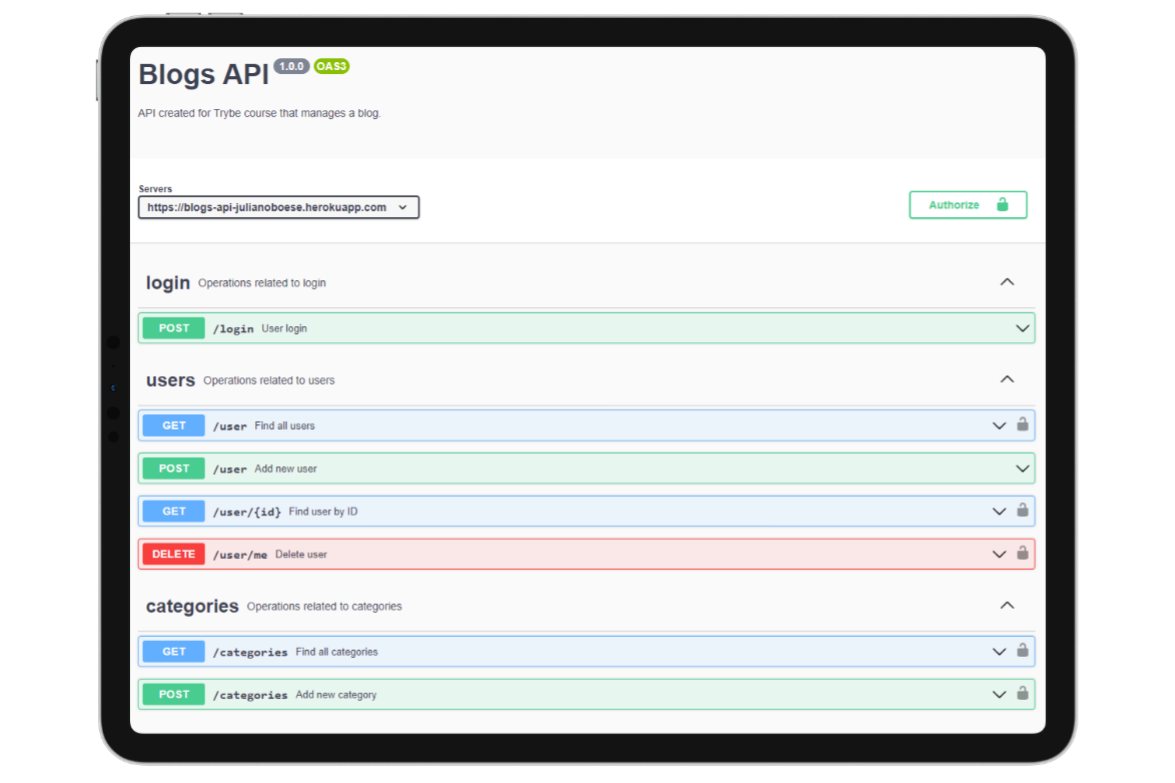 Blogs API 1.0.0 OAS3
API created for Trybe course that manages a blog.
Servers
https://blogs-api-julianoboese.herokuapp.com
Authorize
login Operations related to login
POST /login User login
users Operations related to users
GET /user Find all users
POST /user Add new user
GET /user/{id} Find user by ID
DELETE /user/me Delete user
categories Operations related to categories
GET /categories Find all categories
POST /categories Add new category